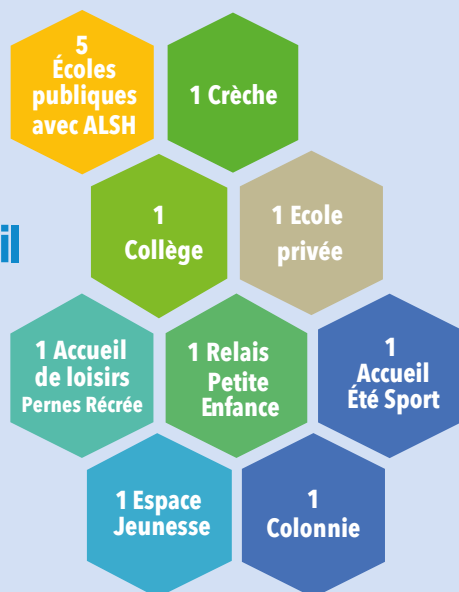 5
Écoles
publiques
avec ALSH
1 Crèche
1
Collège
1 Ecole
privée
il
1 Accueil
de loisirs
Pernes Récrée
1 Relais
Petite
Enfance
1
Accueil
Été Sport
1 Espace
Jeunesse
1
Colonnie